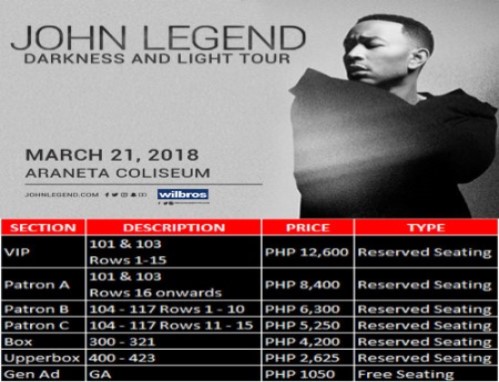 JOHN LEGEND
DARKNESS AND LIGHT TOUR
MARCH 21, 2018
ARANETA COLISEUM
JOHNLEGEND.COM wilbros
SECTION DESCRIPTION PRICE TYPE
VIP 101 & 103 Rows 1-15 PHP 12,600 Reserved Seating
Patron A 101 & 103 Rows 16 onwards PHP 8,400 Reserved Seating
Patron B 104 - 117 Rows 1 - 10 PHP 6,300 Reserved Seating
Patron C 104 - 117 Rows 11 - 15 PHP 5,250 Reserved Seating
Box 300 - 321 PHP 4,200 Reserved Seating
Upperbox 400 - 423 PHP 2,625 Reserved Seating
Gen Ad GA PHP 1050 Free Seating